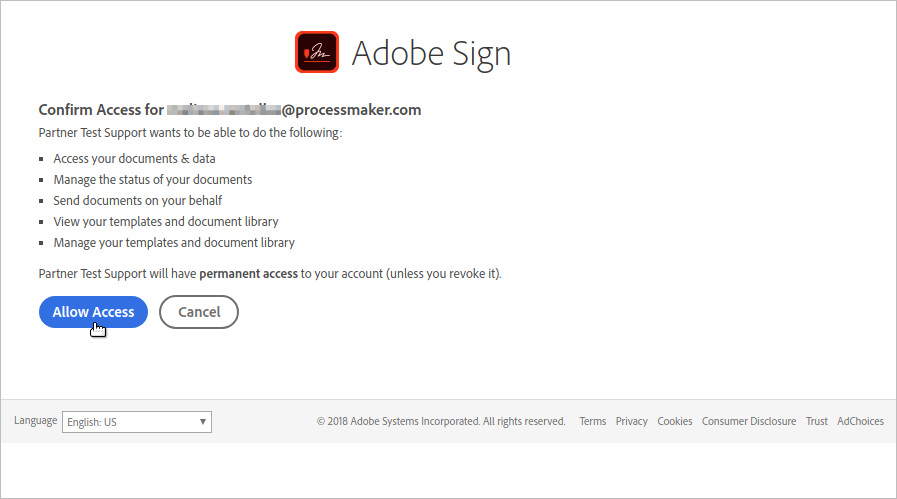 Adobe Sign
Confirm Access for @processmaker.com
Partner Test Support wants to be able to do the following:
Access your documents & data
Manage the status of your documents
Send documents on your behalf
View your templates and document library
Manage your templates and document library
Partner Test Support will have permanent access to your account (unless you revoke it).
Allow Access Cancel
Language English: US © 2018 Adobe Systems Incorporated. All rights reserved. Terms Privacy Cookies Consumer Disclosure Trust AdChoices